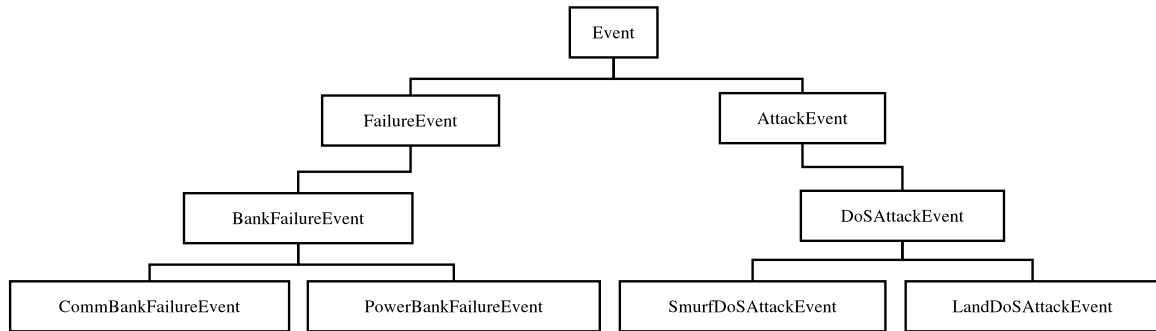 Event
FailureEvent
AttackEvent
BankFailureEvent
DoSAttackEvent
CommBankFailureEvent
PowerBankFailureEvent
SmurfDoSAttackEvent
LandDoSAttackEvent